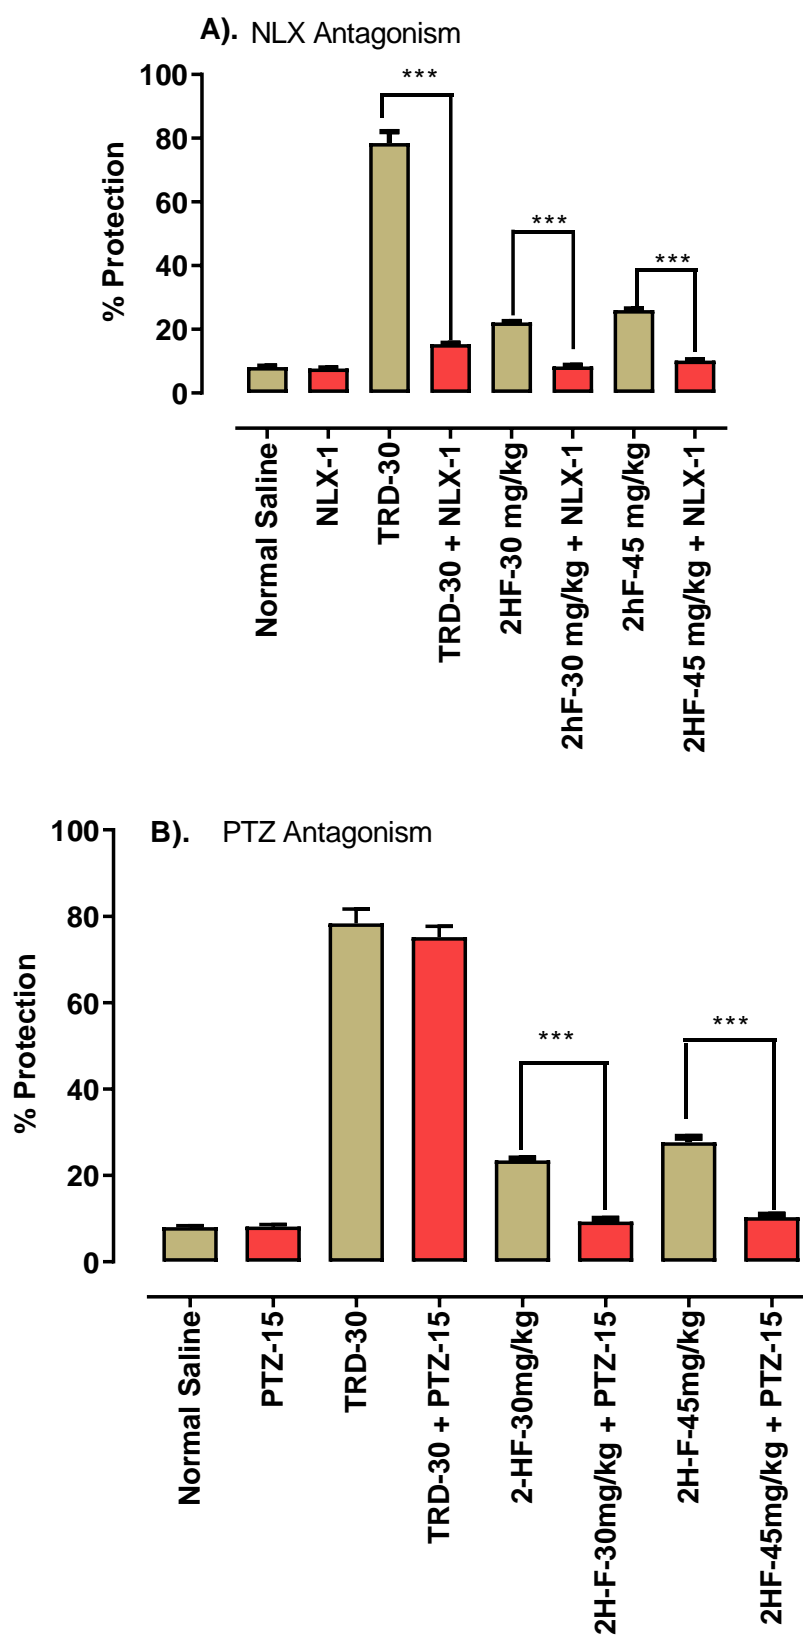 A). NLX Antagonism
% Protection
100
80
60
40
20
0
***
***
***
Normal Saline
NLX-1
TRD-30
TRD-30 + NLX-1
2HF-30 mg/kg
2hF-30 mg/kg + NLX-1
2hF-45 mg/kg
2HF-45 mg/kg + NLX-1
B). PTZ Antagonism
% Protection
100
80
60
40
20
0
***
***
Normal Saline
PTZ-15
TRD-30
TRD-30 + PTZ-15
2-HF-30mg/kg
2H-F-30mg/kg + PTZ-15
2H-F-45mg/kg
2HF-45mg/kg + PTZ-15